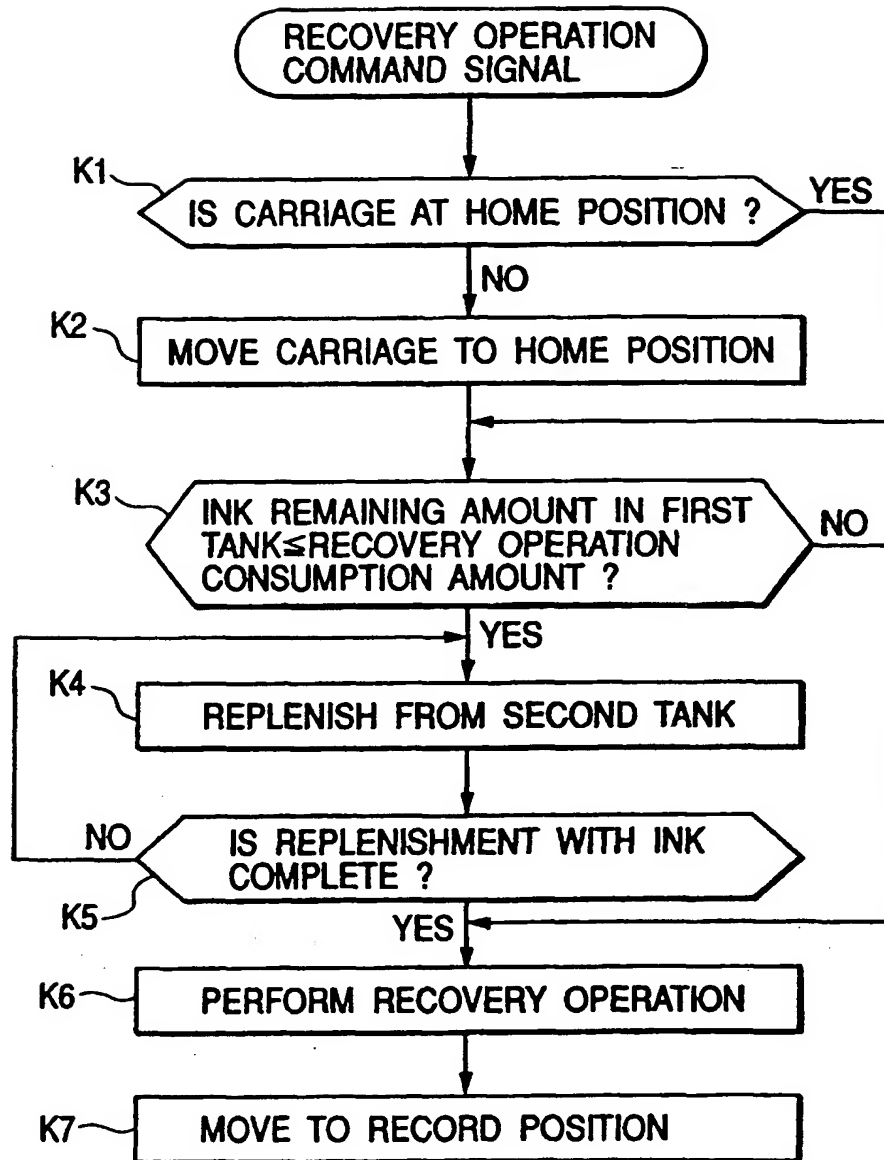 RECOVERY OPERATION
COMMAND SIGNAL
K1
IS CARRIAGE AT HOME POSITION ?
YES
NO
K2
MOVE CARRIAGE TO HOME POSITION
K3
INK REMAINING AMOUNT IN FIRST
TANK≦RECOVERY OPERATION
CONSUMPTION AMOUNT ?
NO
YES
K4
REPLENISH FROM SECOND TANK
NO
IS REPLENISHMENT WITH INK
COMPLETE ?
K5
YES
K6
PERFORM RECOVERY OPERATION
K7
MOVE TO RECORD POSITION